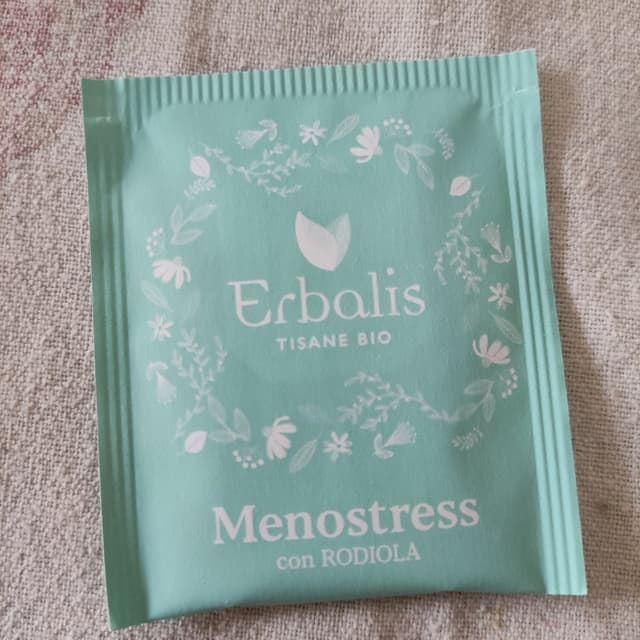 Erbalis
TISANE BIO
Menostress
con RODIOLA